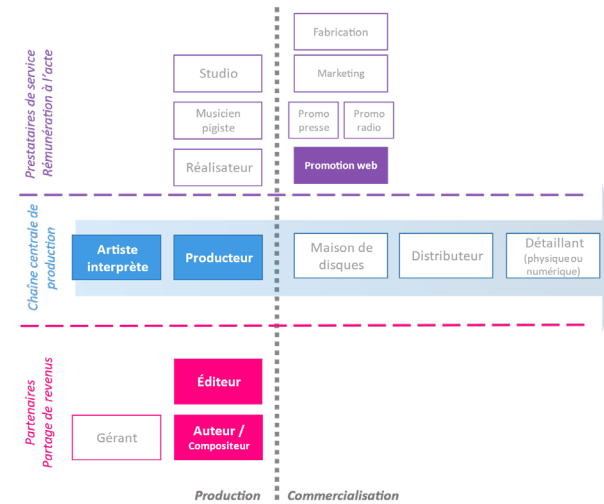 Prestataires de service
Rémunération à l'acte
Fabrication
Studio
Marketing
Musicien
pigiste
Promo
presse
Promo
radio
Réalisateur
Promotion web
Chaîne centrale de
production
Artiste
interprète
Producteur
Maison de
disques
Distributeur
Détaillant
(physique ou
numérique)
Partenaires
Partage de revenus
Éditeur
Gérant
Auteur /
Compositeur
Production
Commercialisation